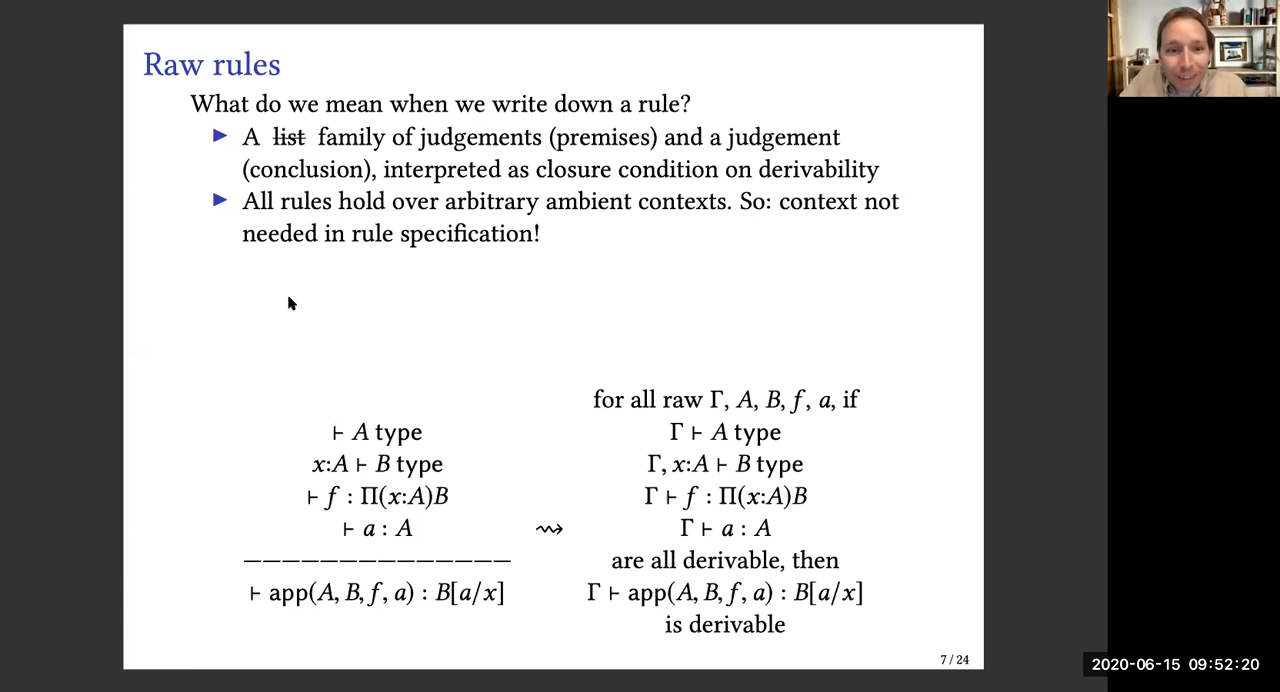 Raw rules
What do we mean when we write down a rule?
▶ A ~~list~~ family of judgements (premises) and a judgement
(conclusion), interpreted as closure condition on derivability
▶ All rules hold over arbitrary ambient contexts. So: context not
needed in rule specification!
⊢ A type
x:A ⊢ B type
⊢ f : Π(x:A)B
⊢ a : A
———————————————
⊢ app(A, B, f, a) : B[a/x]
⇝
for all raw Γ, A, B, f, a, if
Γ ⊢ A type
Γ, x:A ⊢ B type
Γ ⊢ f : Π(x:A)B
Γ ⊢ a : A
are all derivable, then
Γ ⊢ app(A, B, f, a) : B[a/x]
is derivable
7 / 24
2020-06-15 09:52:20